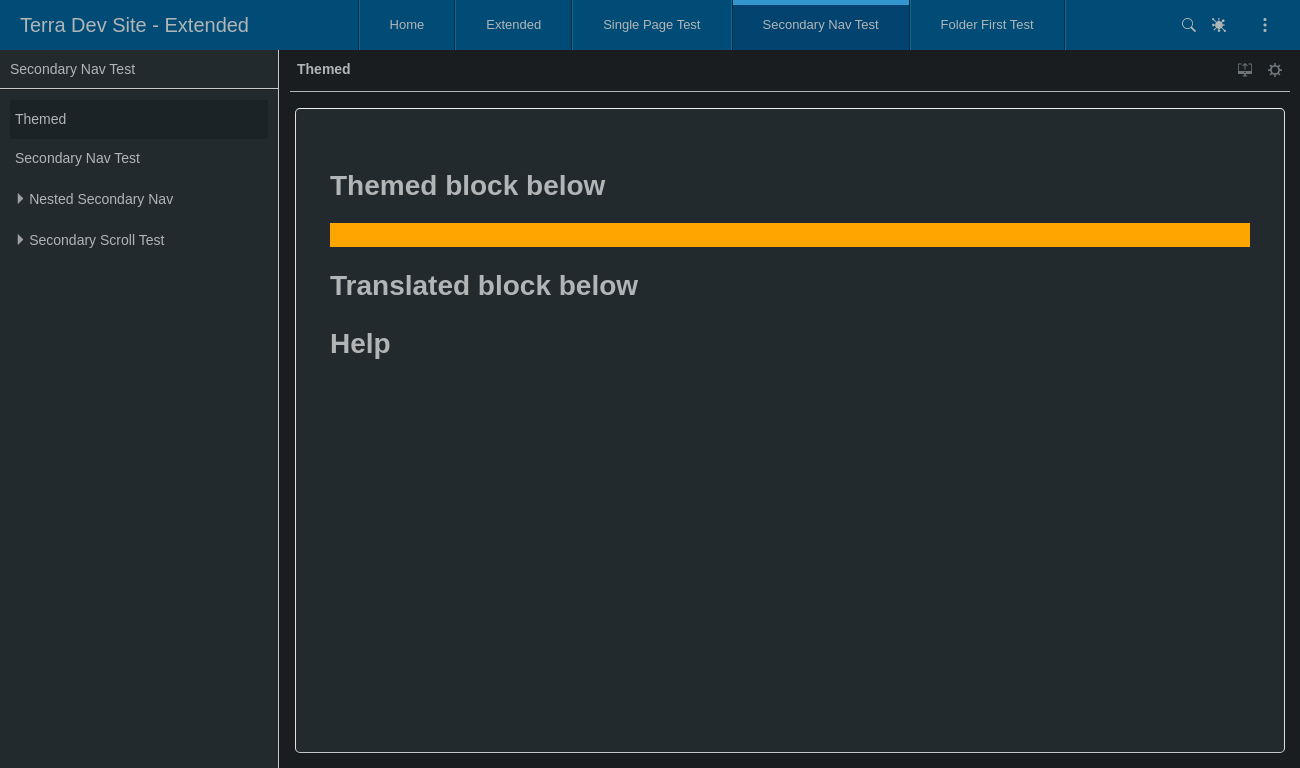 Terra Dev Site - Extended
Home
Extended
Single Page Test
Secondary Nav Test
Folder First Test
Secondary Nav Test
Themed
Secondary Nav Test
Nested Secondary Nav
Secondary Scroll Test
Themed
Themed block below
Translated block below
Help